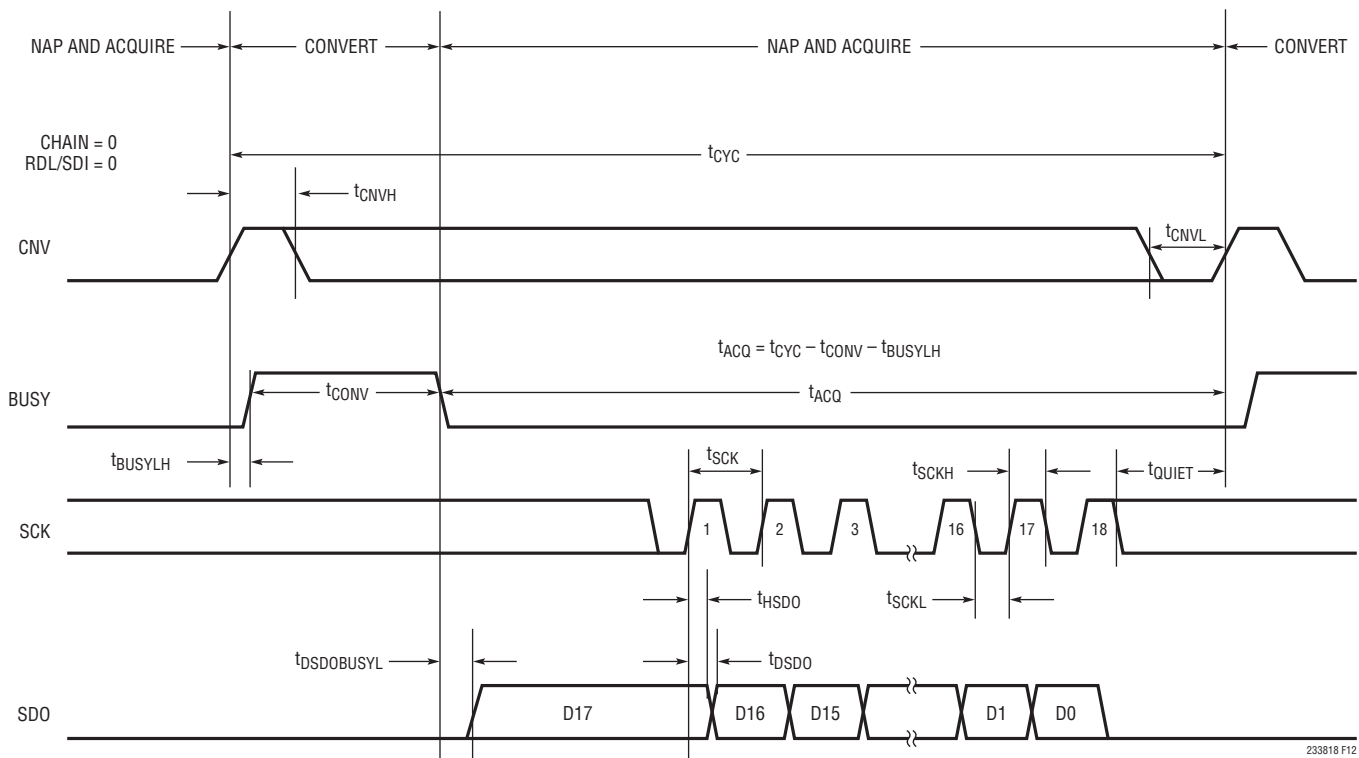 NAP AND ACQUIRE
CONVERT
NAP AND ACQUIRE
CONVERT
CHAIN = 0
RDL/SDI = 0
tCYC
tCNVH
tCNVL
CNV
tACQ = tCYC – tCONV – tBUSYLH
BUSY
tCONV
tACQ
tBUSYLH
tSCK
tSCKH
tQUIET
SCK
1
2
3
16
17
18
tHSDO
tSCKL
tDSDOBUSYL
tDSDO
SDO
D17
D16
D15
D1
D0
233818 F12